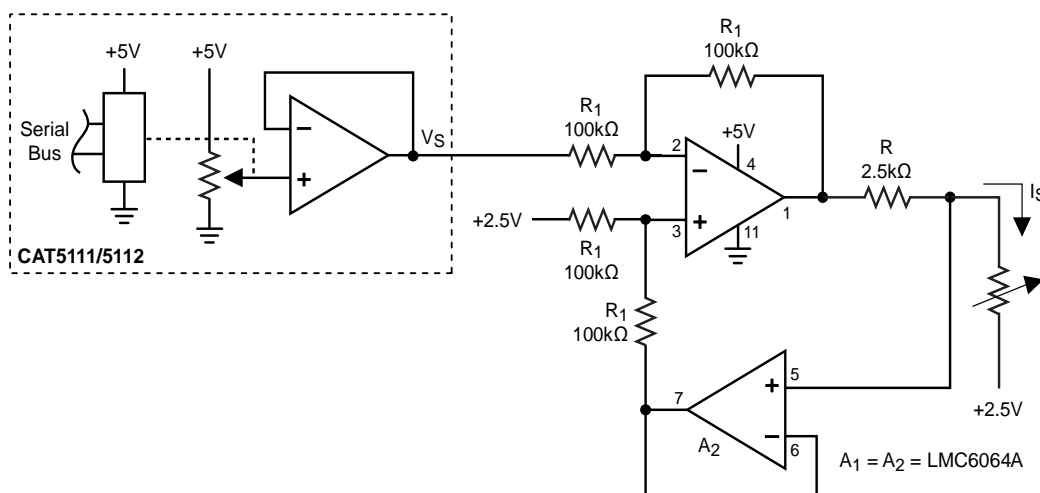 +5V
+5V
Serial
Bus
−
+
VS
CAT5111/5112
R1
100kΩ
R1
100kΩ
+5V
2
4
−
+
3
11
1
R
2.5kΩ
IS
+2.5V
R1
100kΩ
R1
100kΩ
7
+
5
−
6
A2
+2.5V
A1 = A2 = LMC6064A